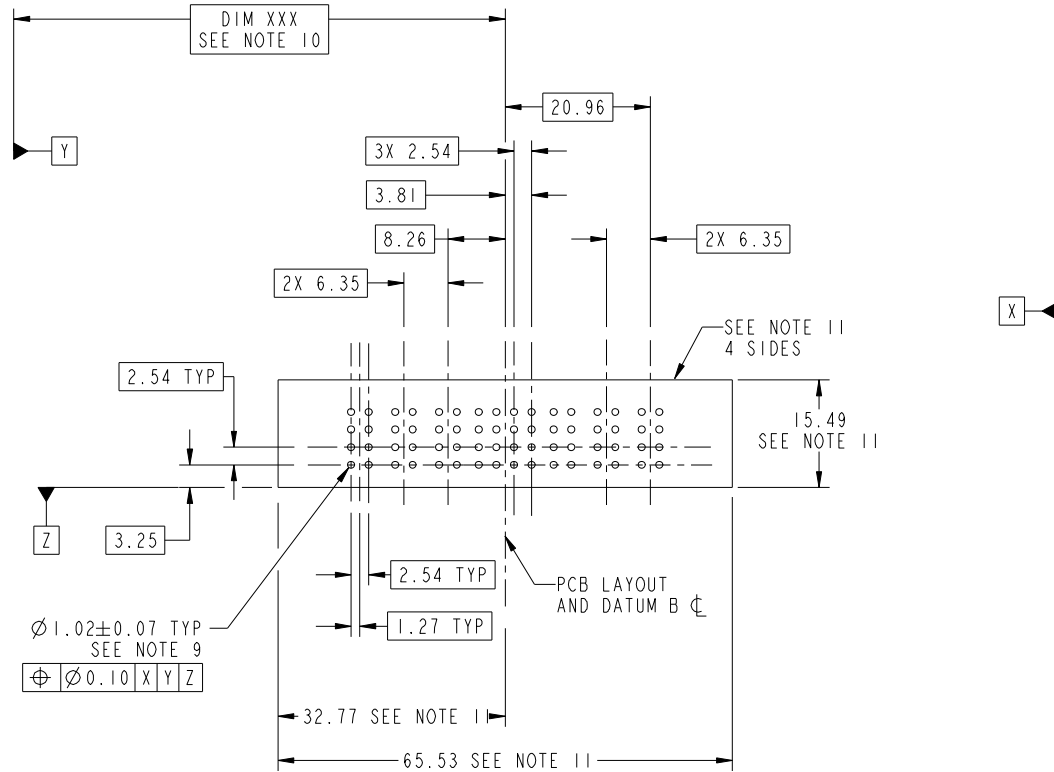 DIM XXX
SEE NOTE 10
20.96
Y
3X 2.54
3.81
8.26
2X 6.35
2X 6.35
X
SEE NOTE 11
4 SIDES
2.54 TYP
15.49
SEE NOTE 11
Z
3.25
2.54 TYP
PCB LAYOUT
AND DATUM B ℄
1.27 TYP
Ø1.02±0.07 TYP
SEE NOTE 9
⌖ Ø0.10 X Y Z
32.77 SEE NOTE 11
65.53 SEE NOTE 11